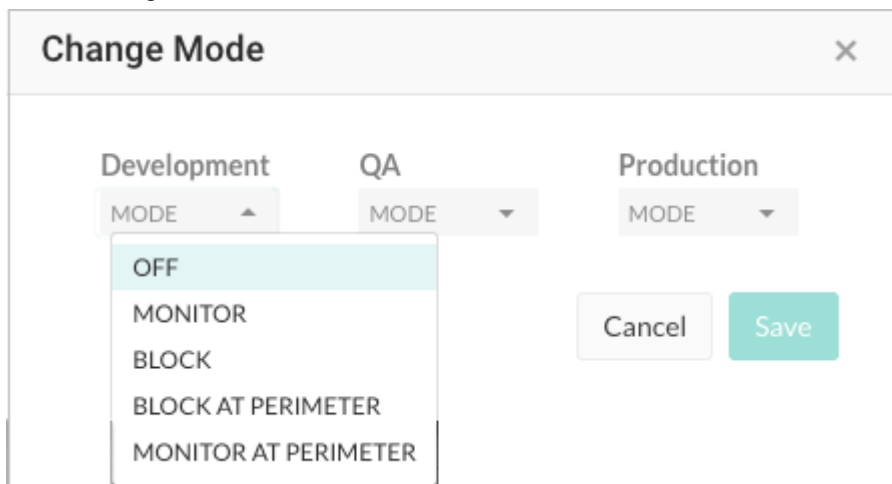 Change Mode
Development QA Production
MODE MODE MODE
OFF
MONITOR
Cancel Save
BLOCK
BLOCK AT PERIMETER
MONITOR AT PERIMETER